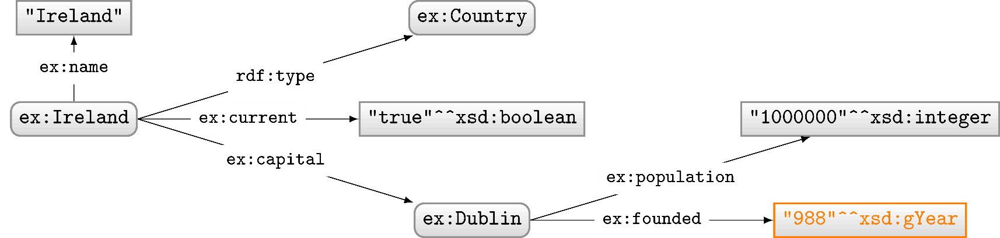 "Ireland"
ex:Country
ex:name
rdf:type
ex:Ireland
ex:current
"true"^^xsd:boolean
"1000000"^^xsd:integer
ex:capital
ex:population
ex:Dublin
ex:founded
"988"^^xsd:gYear